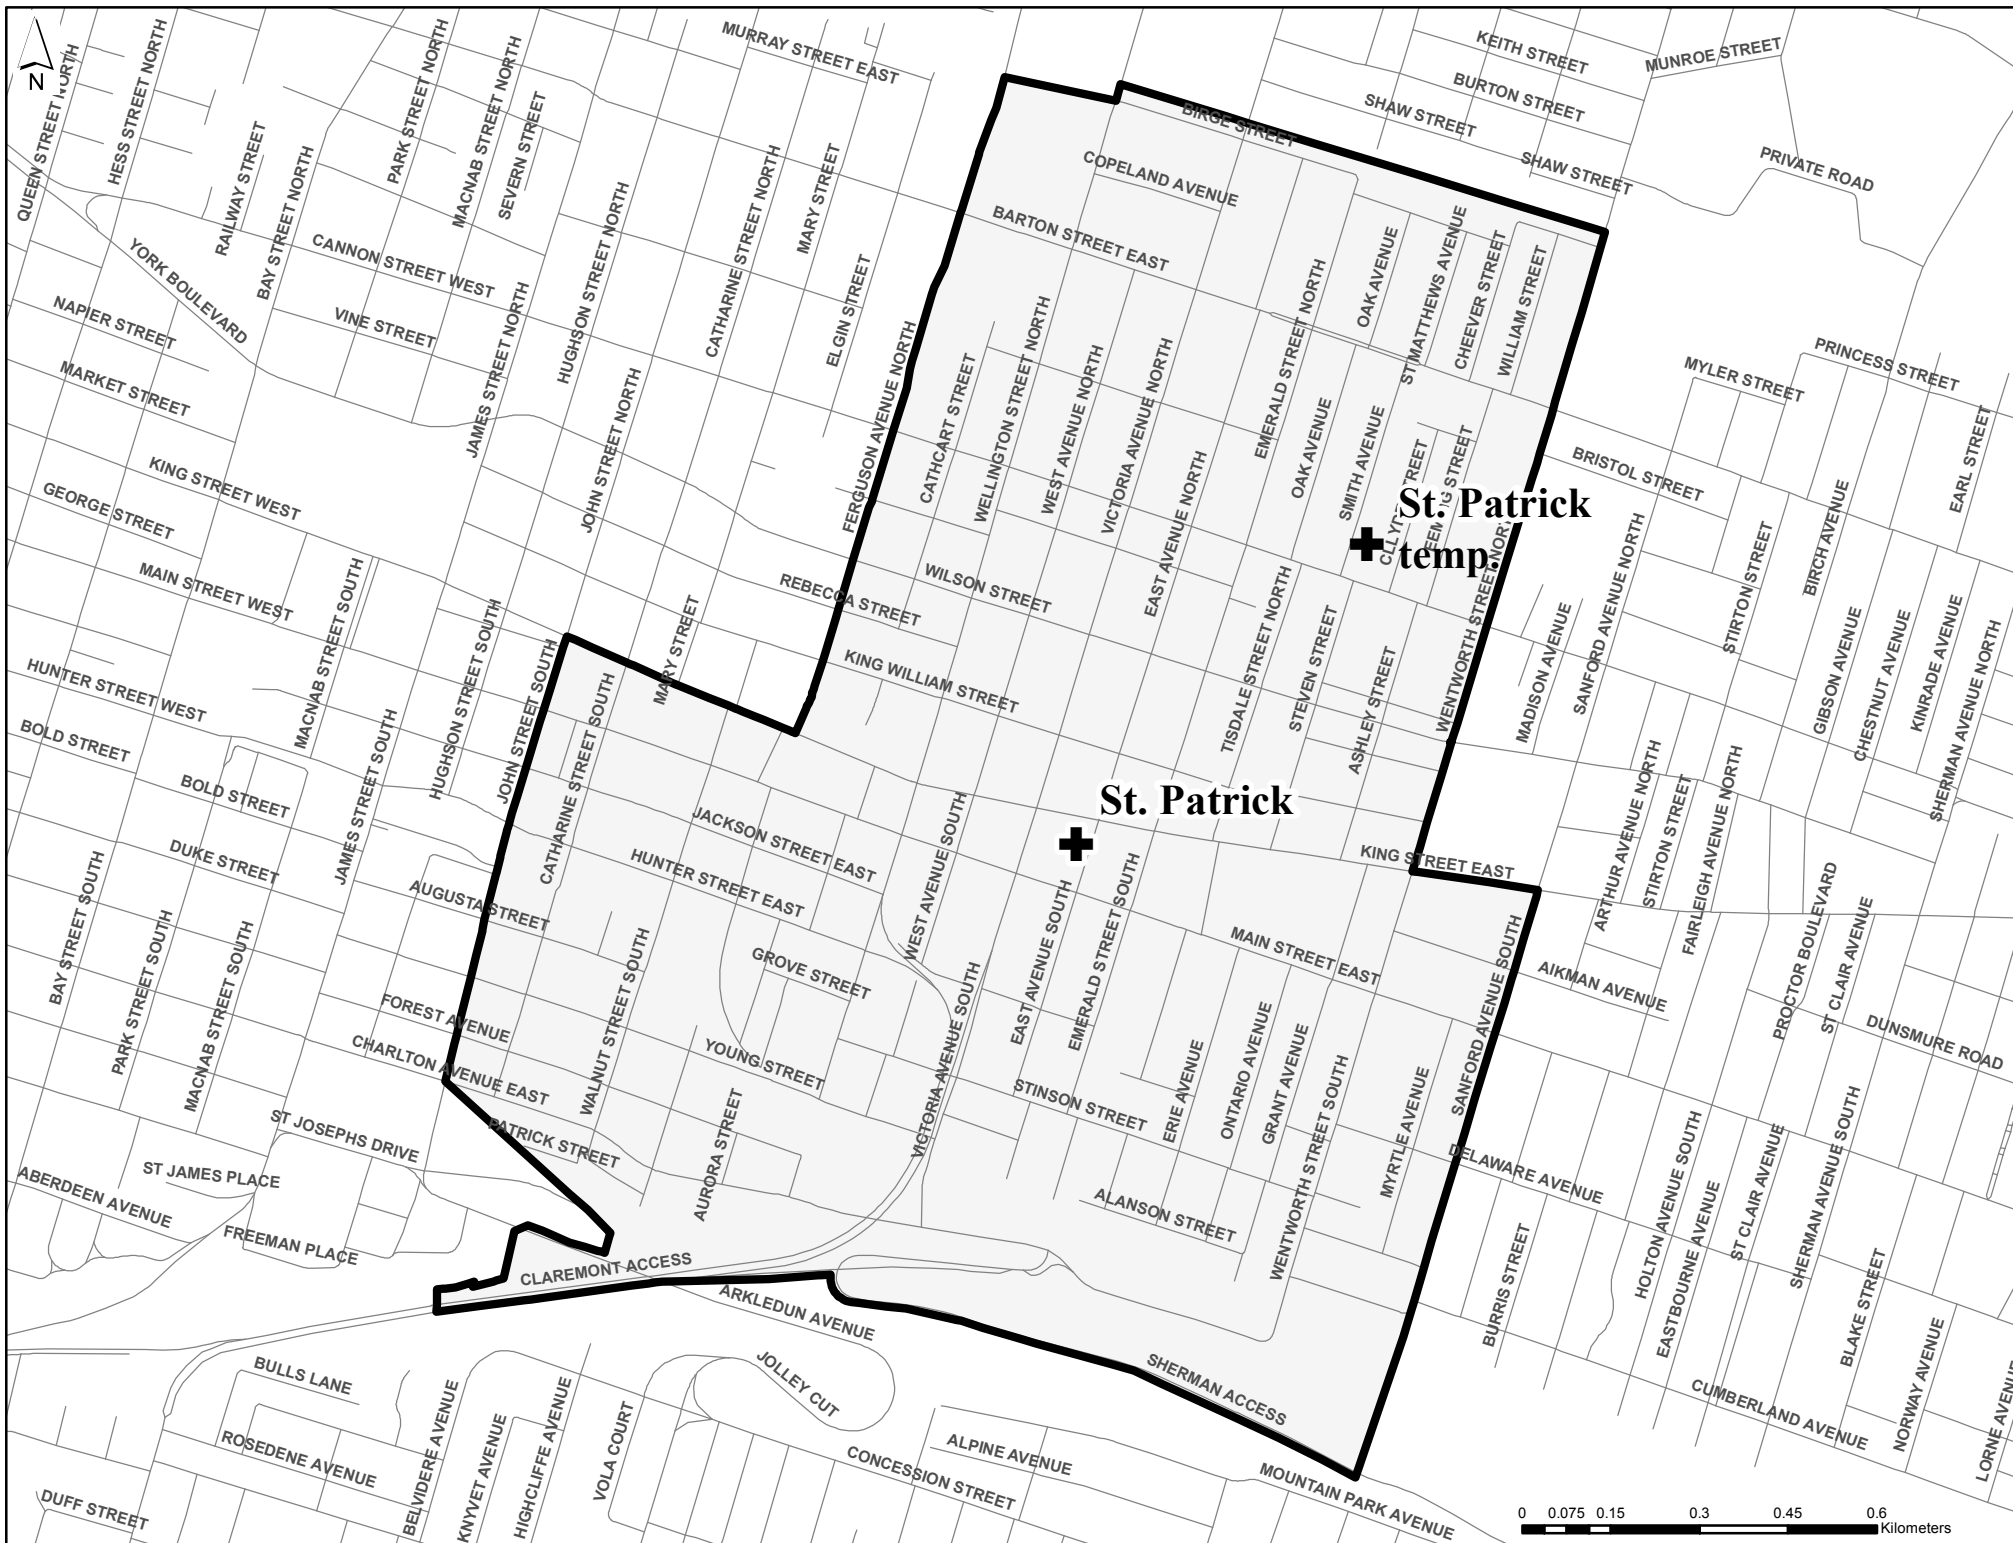 N
MURRAY STREET EAST
KEITH STREET
MUNROE STREET
BURTON STREET
SHAW STREET
SHAW STREET
PRIVATE ROAD
QUEEN STREET NORTH
HESS STREET NORTH
RAILWAY STREET
BAY STREET NORTH
PARK STREET NORTH
MACNAB STREET NORTH
SEVERN STREET
HUGHSON STREET NORTH
CATHARINE STREET NORTH
MARY STREET
ELGIN STREET
BIRGE STREET
COPELAND AVENUE
BARTON STREET EAST
OAK AVENUE
ST MATTHEWS AVENUE
CHEEVER STREET
WILLIAM STREET
YORK BOULEVARD
CANNON STREET WEST
VINE STREET
NAPIER STREET
MARKET STREET
JAMES STREET NORTH
JOHN STREET NORTH
FERGUSON AVENUE NORTH
CATHCART STREET
WELLINGTON STREET NORTH
WEST AVENUE NORTH
VICTORIA AVENUE NORTH
EAST AVENUE NORTH
EMERALD STREET NORTH
OAK AVENUE
SMITH AVENUE
PRINCESS STREET
MYLER STREET
EARL STREET
BRISTOL STREET
KING STREET WEST
GEORGE STREET
MAIN STREET WEST
St. Patrick
temp.
STIRTON STREET
BIRCH AVENUE
REBECCA STREET
WILSON STREET
KING WILLIAM STREET
TISDALE STREET NORTH
STEVEN STREET
ASHLEY STREET
WENTWORTH STREET NORTH
MADISON AVENUE
SANFORD AVENUE NORTH
GIBSON AVENUE
CHESTNUT AVENUE
KINRADE AVENUE
SHERMAN AVENUE NORTH
HUNTER STREET WEST
BOLD STREET
BOLD STREET
DUKE STREET
MACNAB STREET SOUTH
JAMES STREET SOUTH
HUGHSON STREET SOUTH
JOHN STREET SOUTH
CATHARINE STREET SOUTH
MARY STREET
St. Patrick
JACKSON STREET EAST
HUNTER STREET EAST
WEST AVENUE SOUTH
KING STREET EAST
ARTHUR AVENUE NORTH
STIRTON STREET
FAIRLEIGH AVENUE NORTH
AUGUSTA STREET
BAY STREET SOUTH
PARK STREET SOUTH
MACNAB STREET SOUTH
WALNUT STREET SOUTH
GROVE STREET
EAST AVENUE SOUTH
EMERALD STREET SOUTH
MAIN STREET EAST
SANFORD AVENUE SOUTH
AIKMAN AVENUE
PROCTOR BOULEVARD
ST CLAIR AVENUE
DUNSMURE ROAD
FOREST AVENUE
CHARLTON AVENUE EAST
YOUNG STREET
VICTORIA AVENUE SOUTH
STINSON STREET
ERIE AVENUE
ONTARIO AVENUE
GRANT AVENUE
WENTWORTH STREET SOUTH
MYRTLE AVENUE
DELAWARE AVENUE
ST JOSEPHS DRIVE
PATRICK STREET
AURORA STREET
ST JAMES PLACE
ABERDEEN AVENUE
FREEMAN PLACE
ALANSON STREET
BURRIS STREET
HOLTON AVENUE SOUTH
EASTBOURNE AVENUE
ST CLAIR AVENUE
SHERMAN AVENUE SOUTH
BLAKE STREET
CLAREMONT ACCESS
ARKLEDUN AVENUE
JOLLEY CUT
SHERMAN ACCESS
CUMBERLAND AVENUE
NORWAY AVENUE
LORNE AVENUE
BULLS LANE
ROSEDENE AVENUE
DUFF STREET
BELVIDERE AVENUE
KNYVET AVENUE
HIGHCLIFFE AVENUE
VOLA COURT
CONCESSION STREET
ALPINE AVENUE
MOUNTAIN PARK AVENUE
0 0.075 0.15 0.3 0.45 0.6
Kilometers